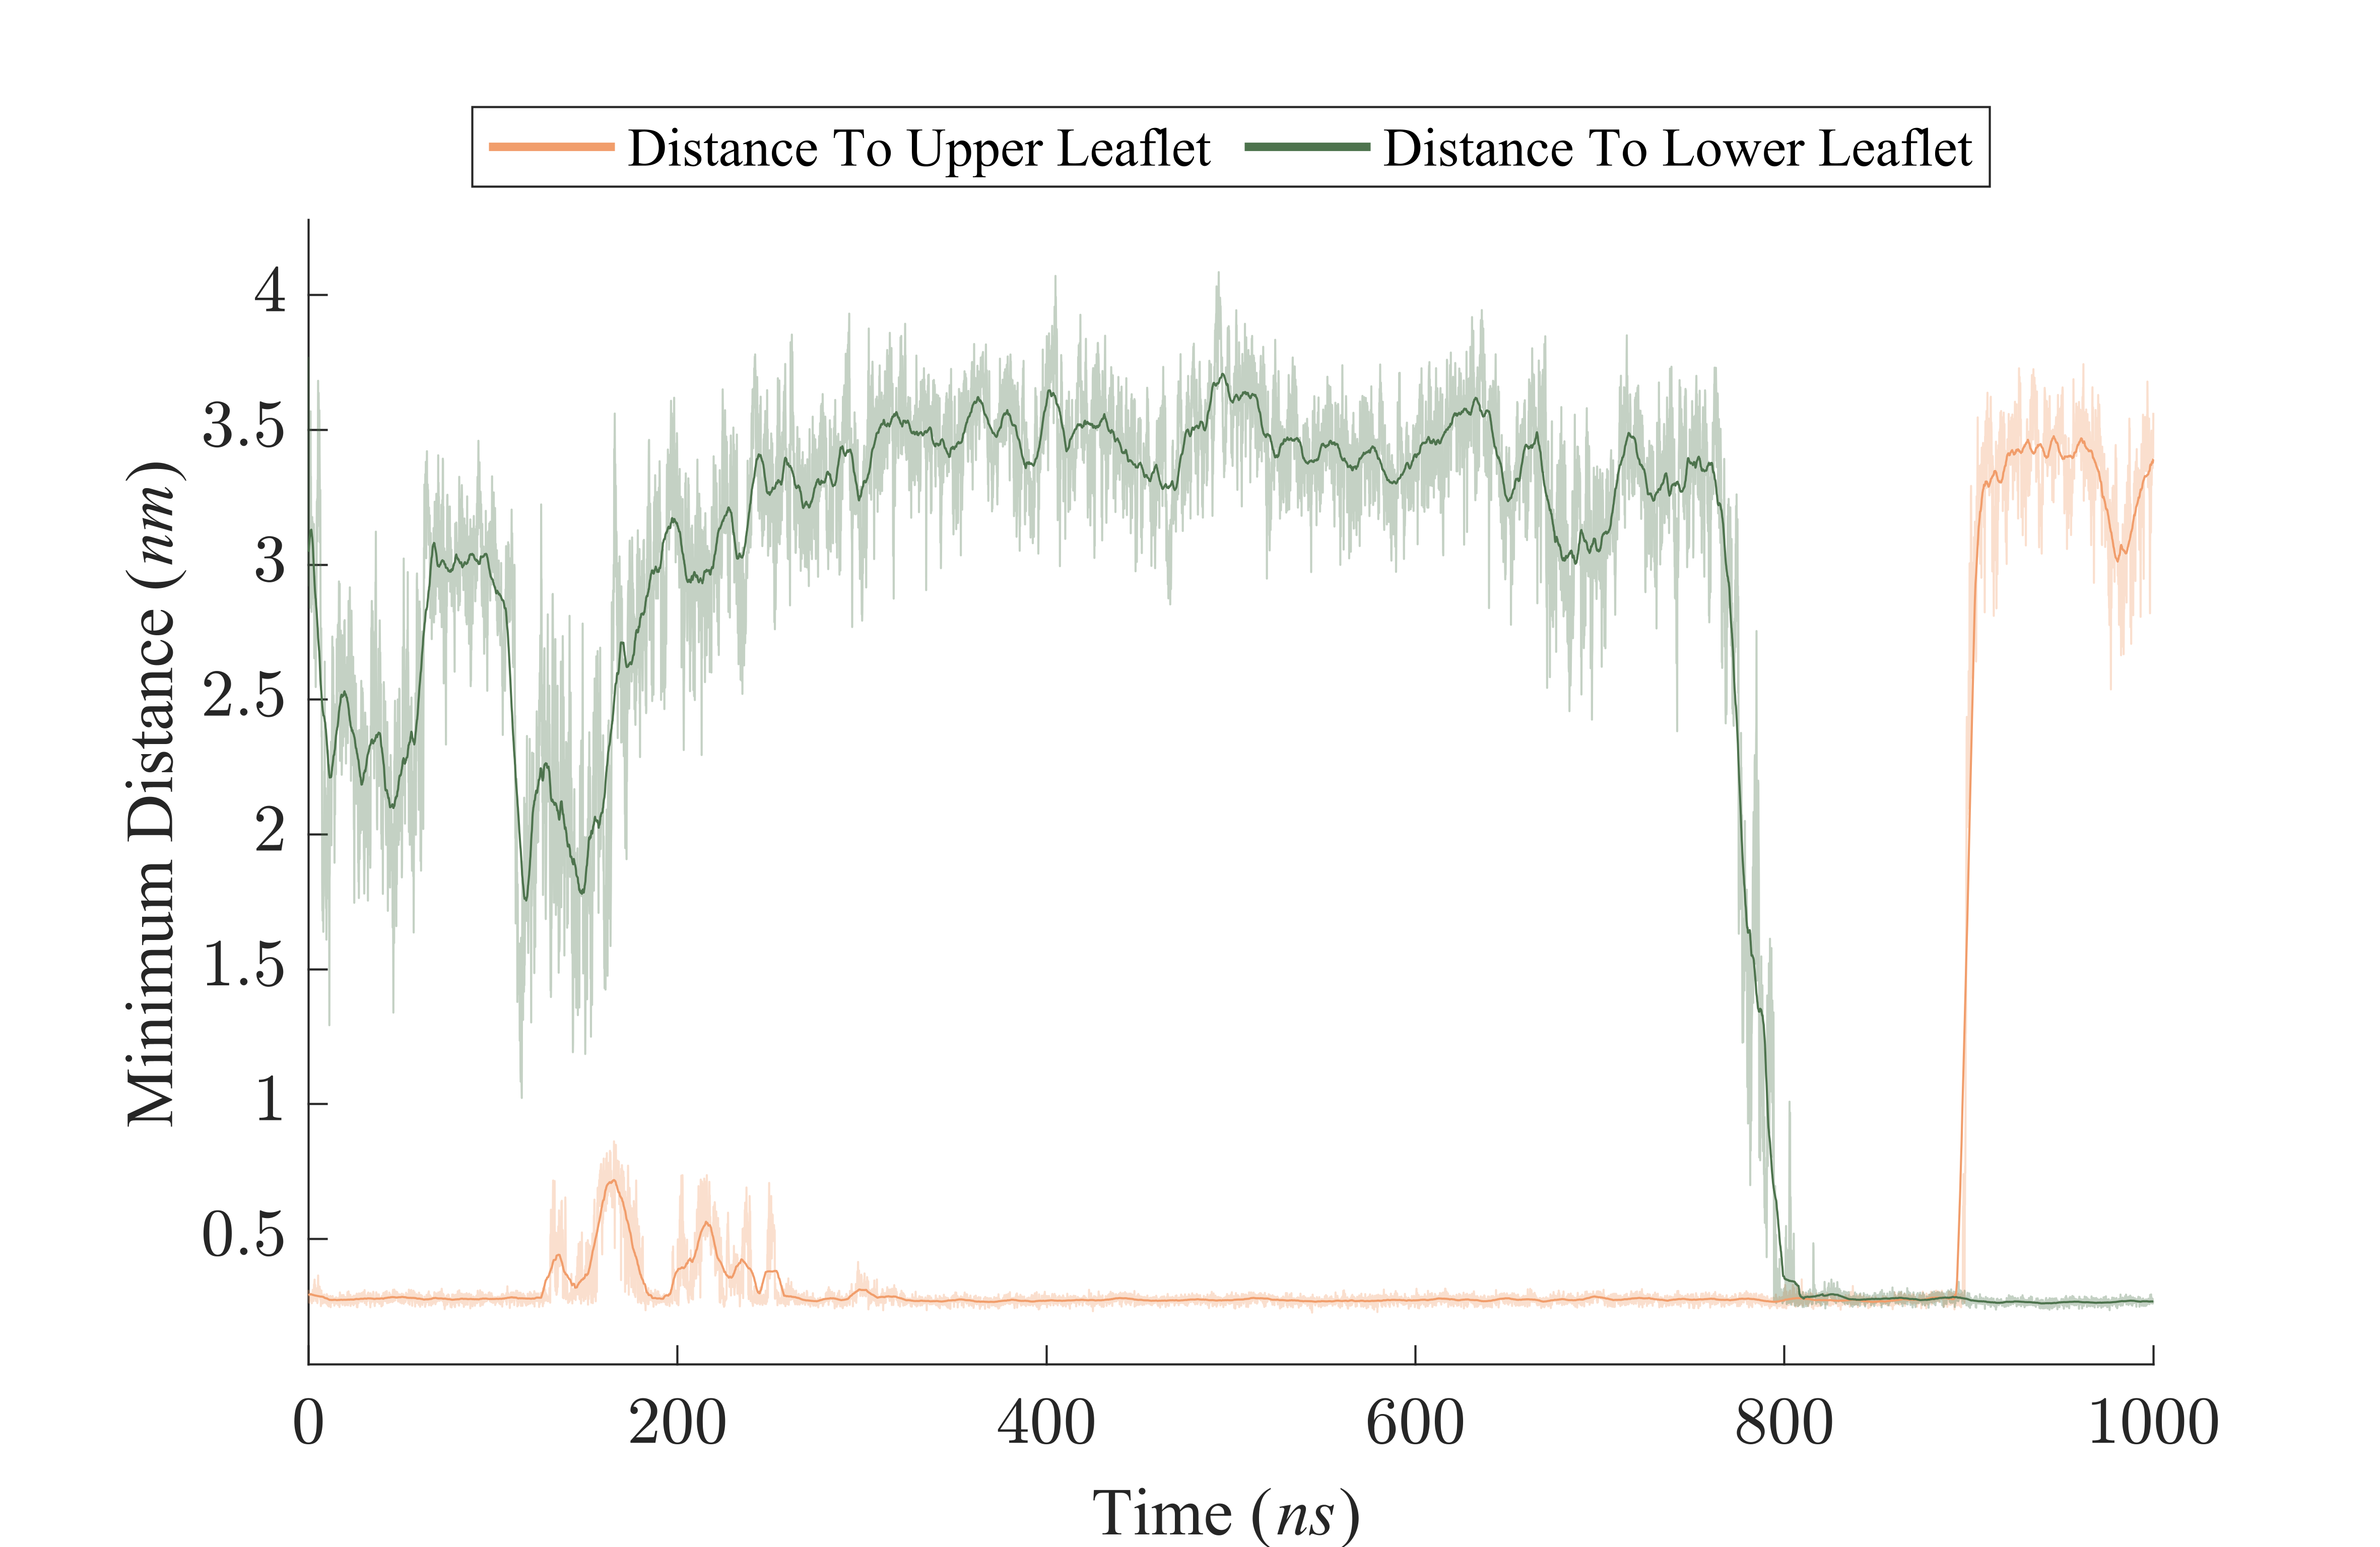 Distance To Upper Leaflet Distance To Lower Leaflet
4
3.5
3
2.5
2
1.5
1
0.5
Minimum Distance (nm)
0 200 400 600 800 1000
Time (ns)